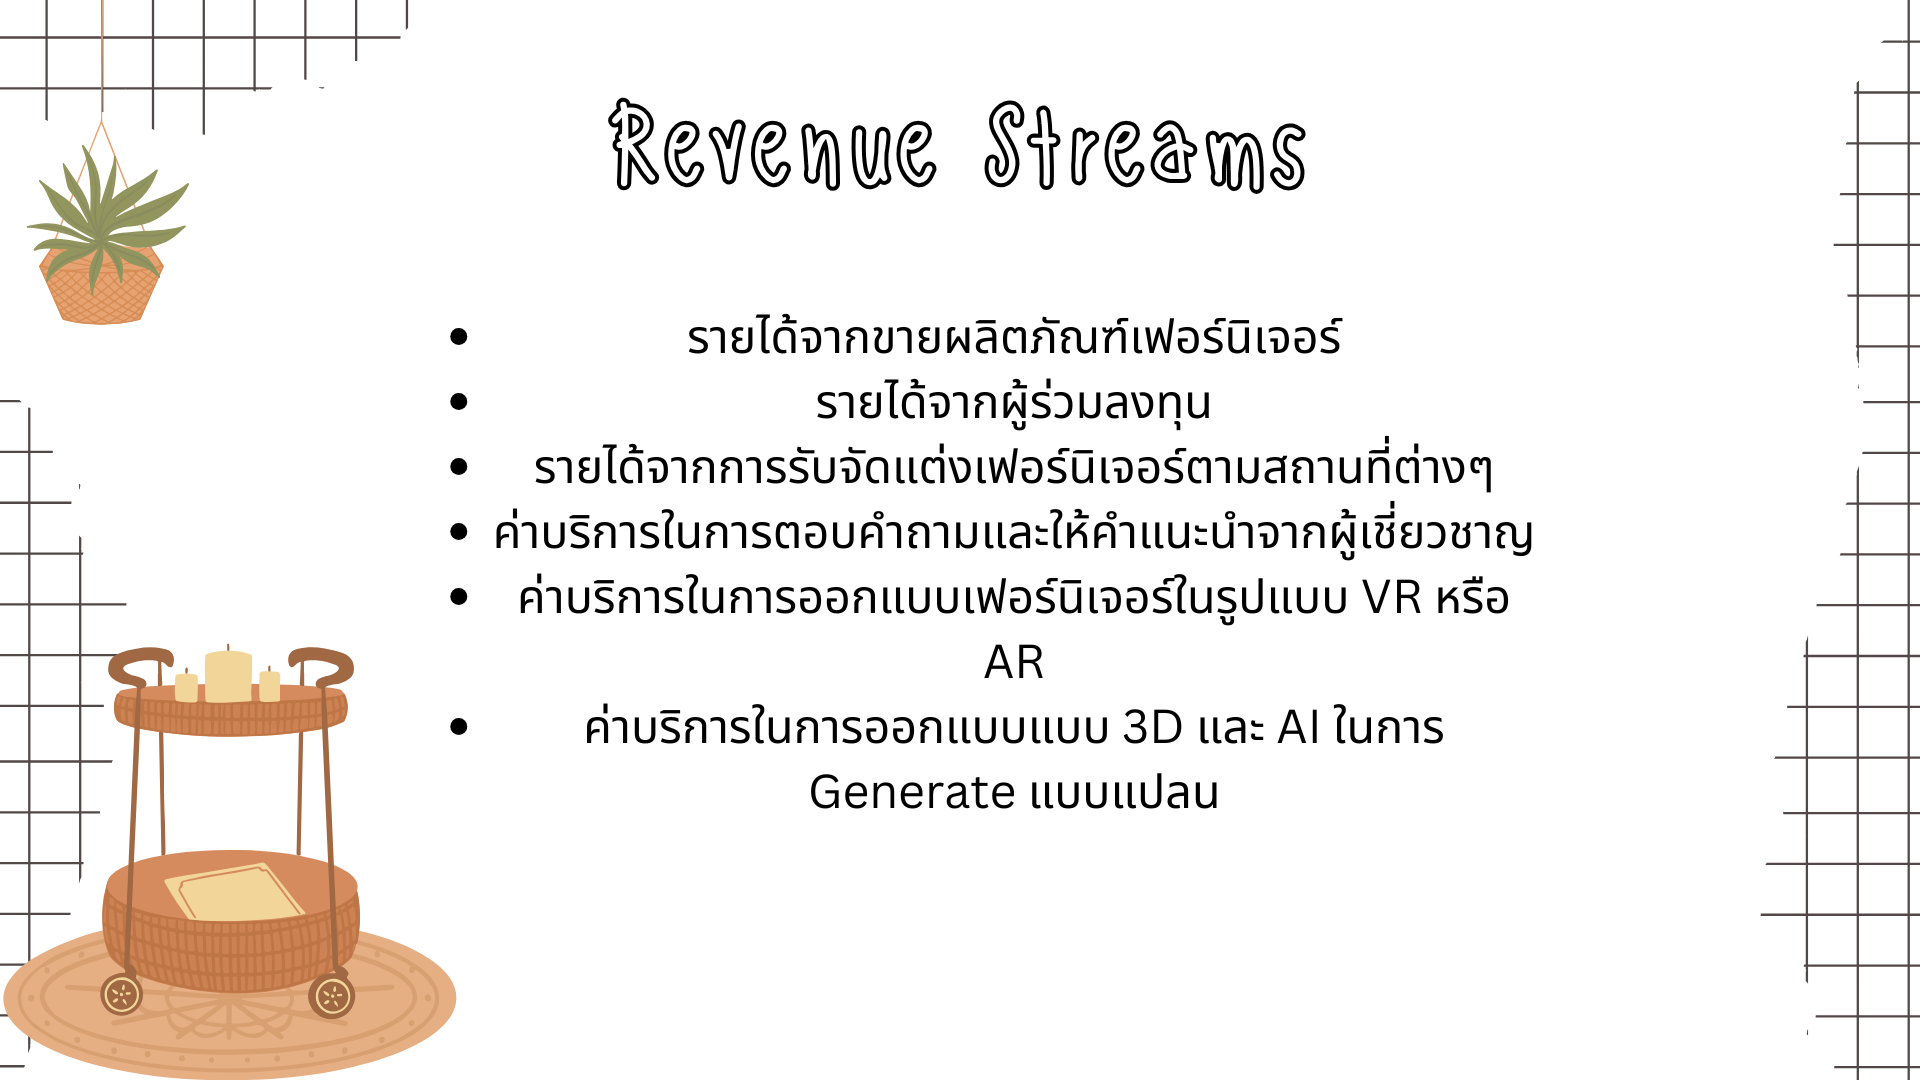 Revenue Streams
• รายได้จากขายผลิตภัณฑ์เฟอร์นิเจอร์
• รายได้จากผู้ร่วมลงทุน
• รายได้จากการรับจัดแต่งเฟอร์นิเจอร์ตามสถานที่ต่างๆ
• ค่าบริการในการตอบคำถามและให้คำแนะนำจากผู้เชี่ยวชาญ
• ค่าบริการในการออกแบบเฟอร์นิเจอร์ในรูปแบบ VR หรือ
AR
• ค่าบริการในการออกแบบแบบ 3D และ AI ในการ
Generate แบบแปลน